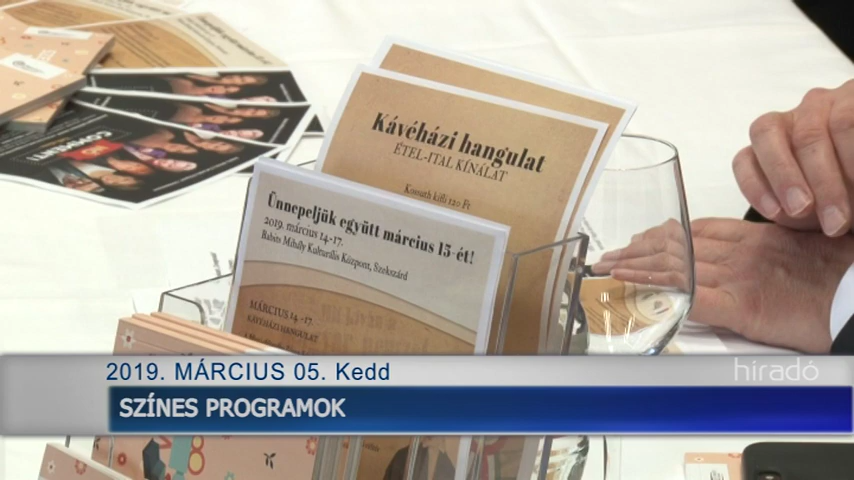 COMMENT!
Kávéházi hangulat
ÉTEL-ITAL KÍNÁLAT
Kossuth kifli 120 Ft
Ünnepeljük együtt március 15-ét!
2019. március 14-17.
Babits Mihály Kulturális Központ, Szekszárd
MÁRCIUS 14 -17.
KÁVÉHÁZI HANGULAT
2019. MÁRCIUS 05. Kedd
híradó
SZÍNES PROGRAMOK